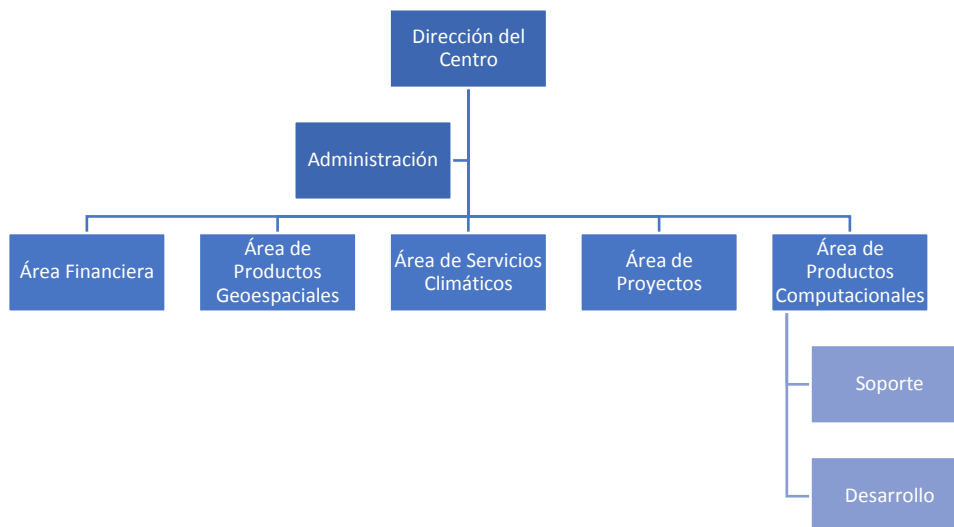 Dirección del
Centro
Administración
Área Financiera
Área de
Productos
Geoespaciales
Área de Servicios
Climáticos
Área de
Proyectos
Área de
Productos
Computacionales
Soporte
Desarrollo